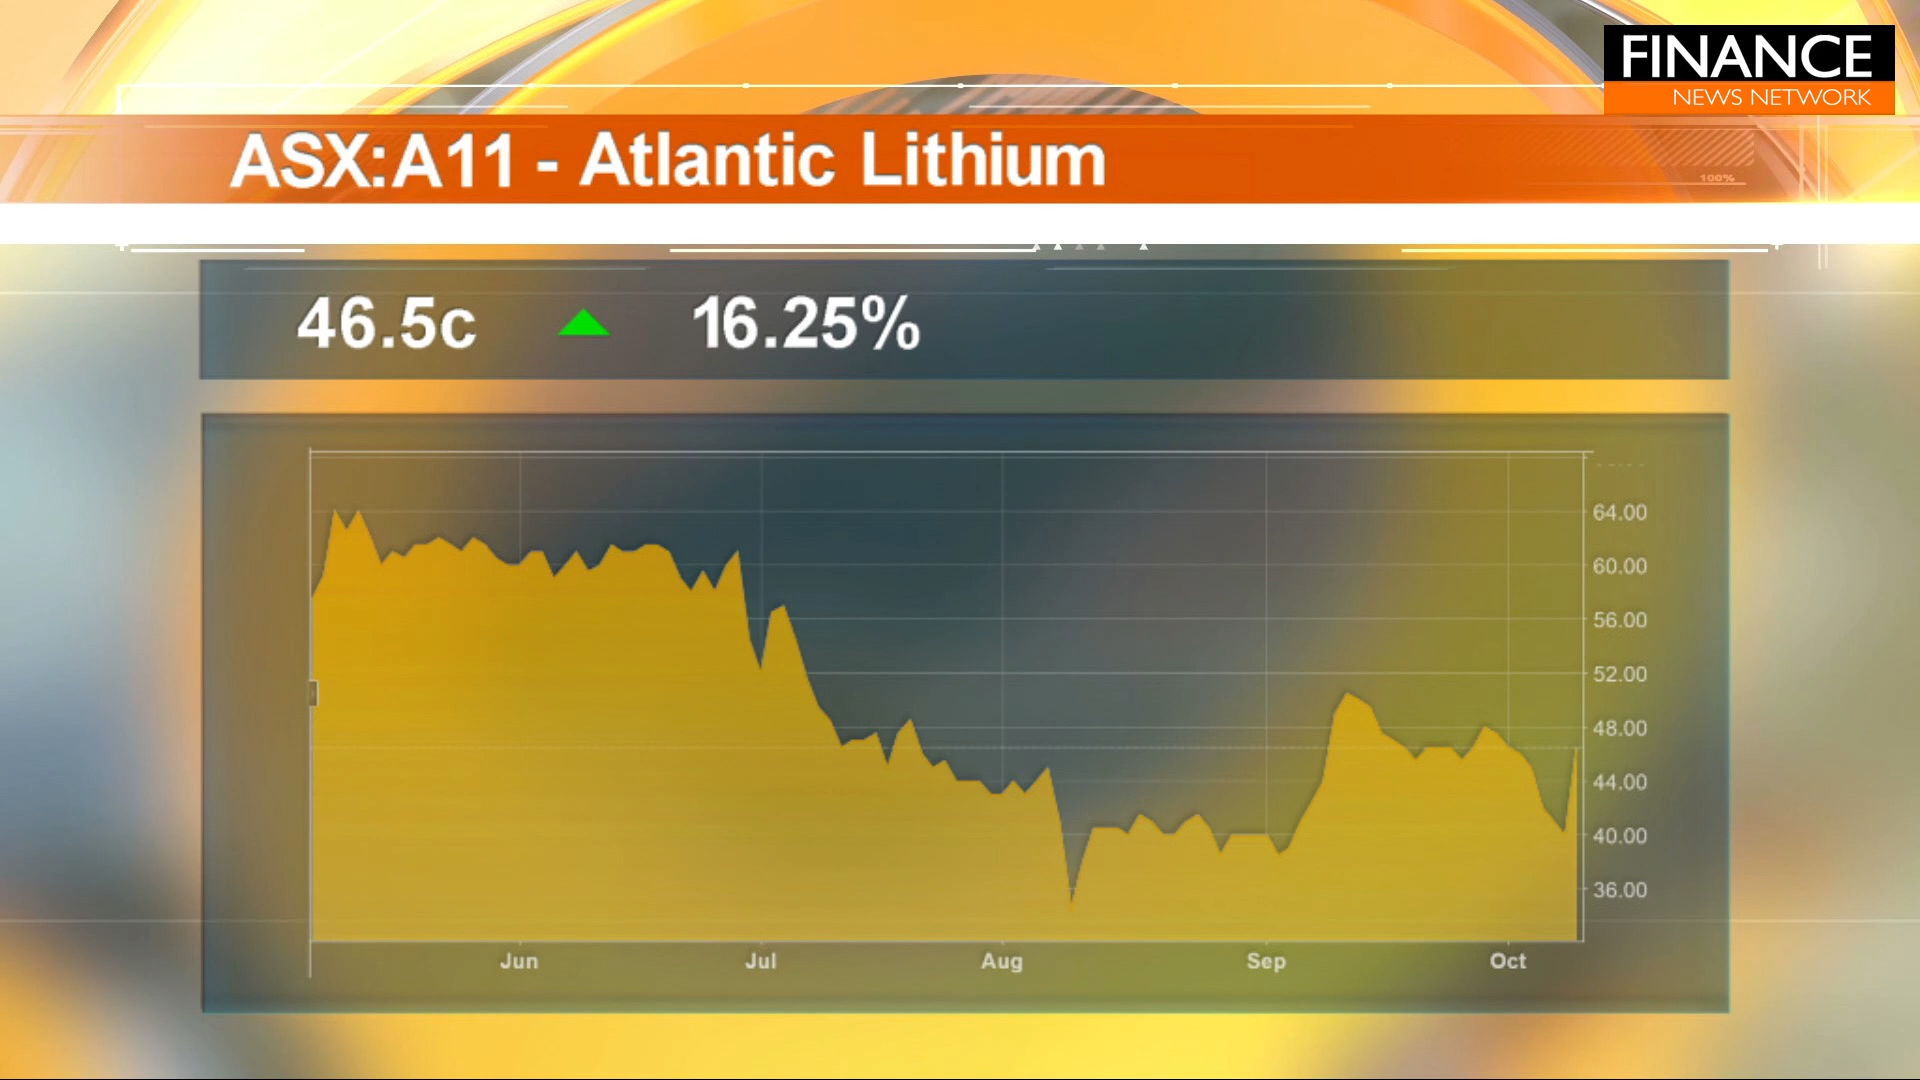 FINANCE
NEWS NETWORK
ASX:A11 - Atlantic Lithium
100%
46.5c 16.25%
64.00
60.00
56.00
52.00
48.00
44.00
40.00
36.00
Jun Jul Aug Sep Oct